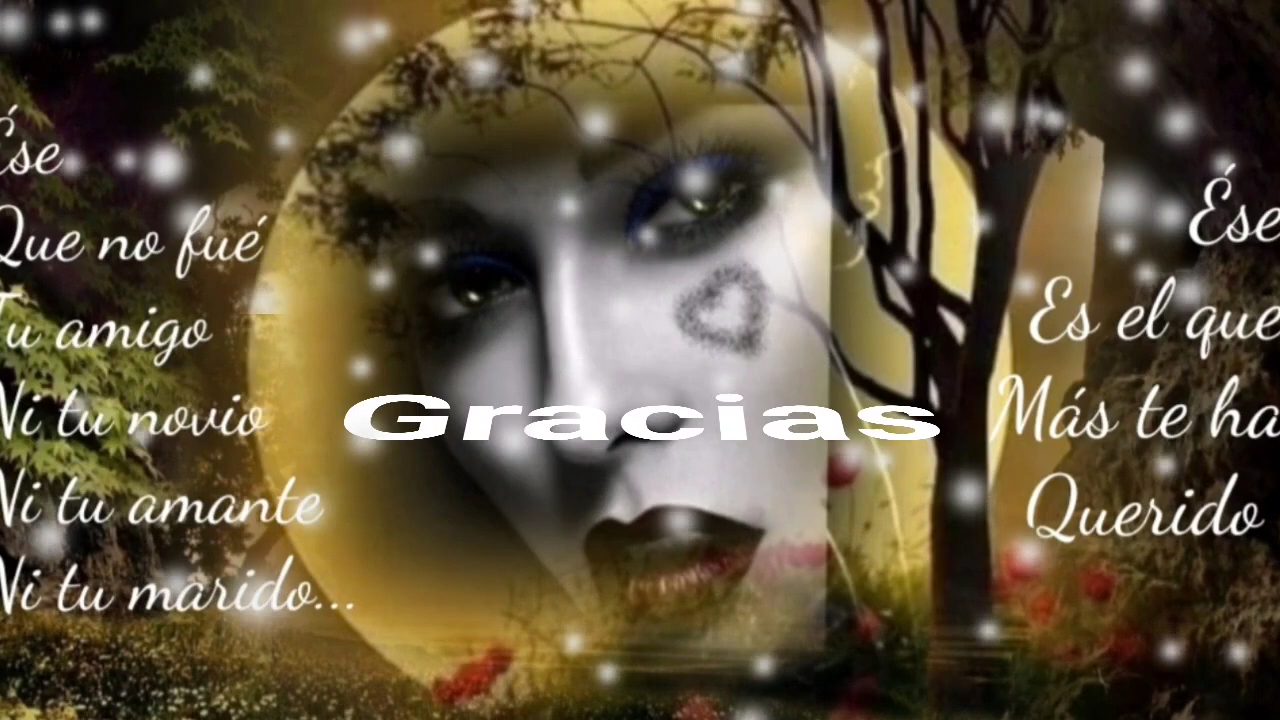 Ése
Que no fué
Tu amigo
Ni tu novio
Ni tu amante
Ni tu marido...
Gracias
Ése
Es el que
Más te ha
Querido